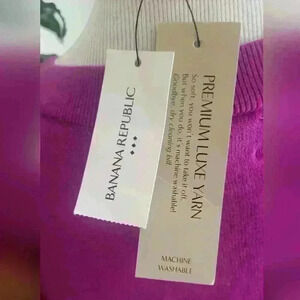 BANANA REPUBLIC
PREMIUM LUXE YARN
So soft, you won't want to take it off.
But when you do, it's machine washable!
Goodbye, dry cleaning bill!
MACHINE
WASHABLE